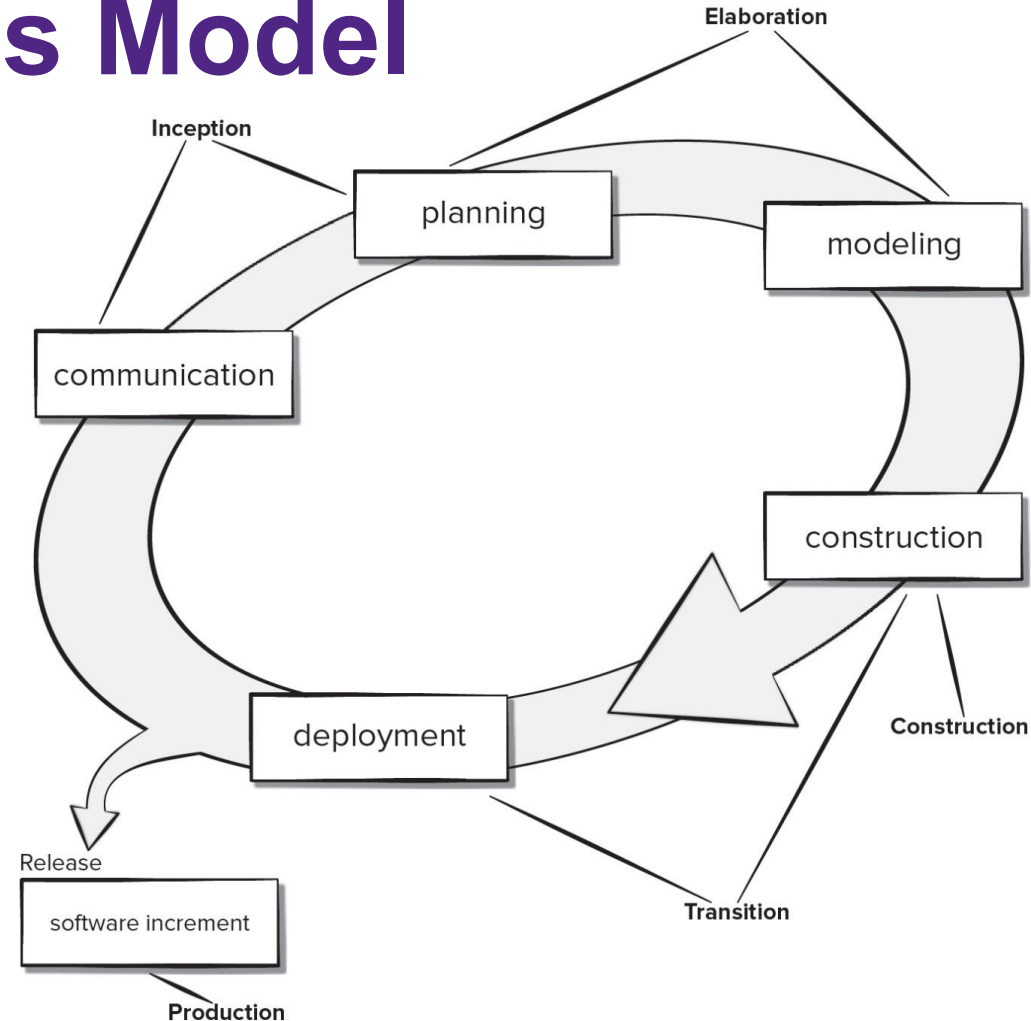 s Model
Elaboration
Inception
planning
modeling
communication
construction
deployment
Construction
Release
software increment
Transition
Production